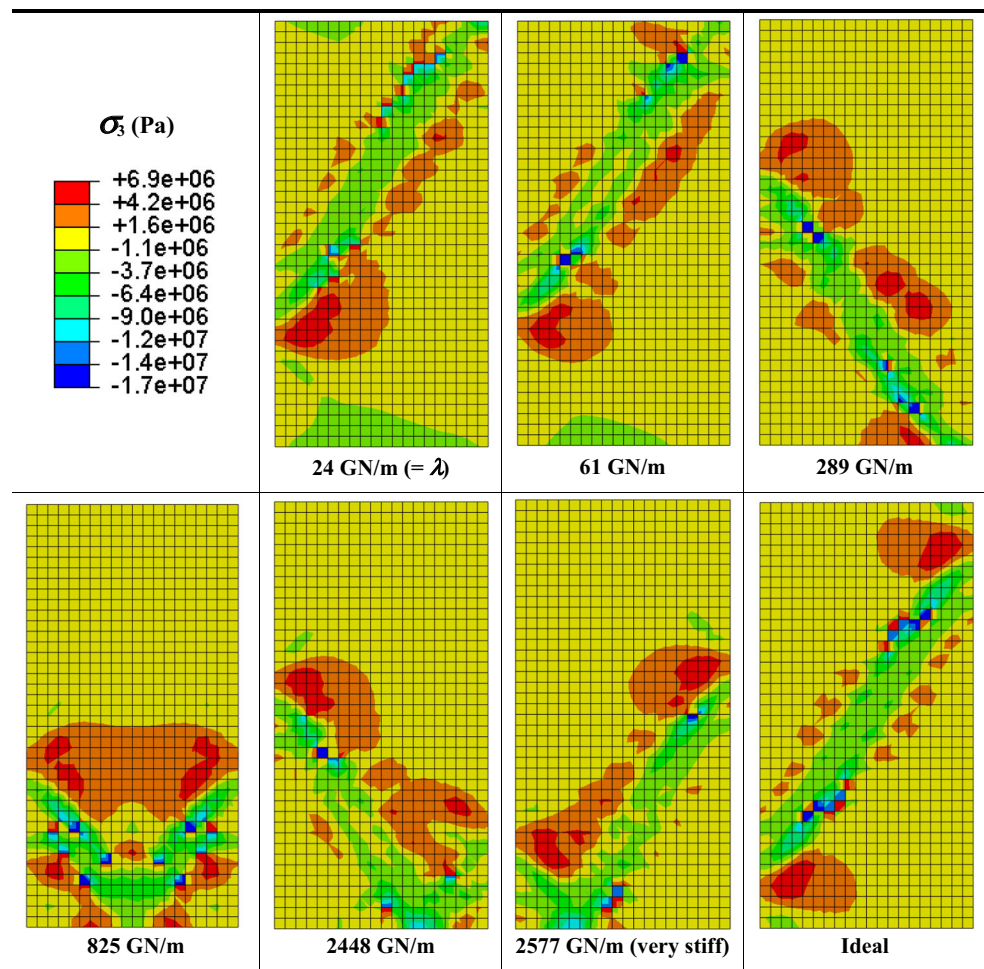 σ₃ (Pa)
+6.9e+06
+4.2e+06
+1.6e+06
-1.1e+06
-3.7e+06
-6.4e+06
-9.0e+06
-1.2e+07
-1.4e+07
-1.7e+07
24 GN/m (= λ)
61 GN/m
289 GN/m
825 GN/m
2448 GN/m
2577 GN/m (very stiff)
Ideal